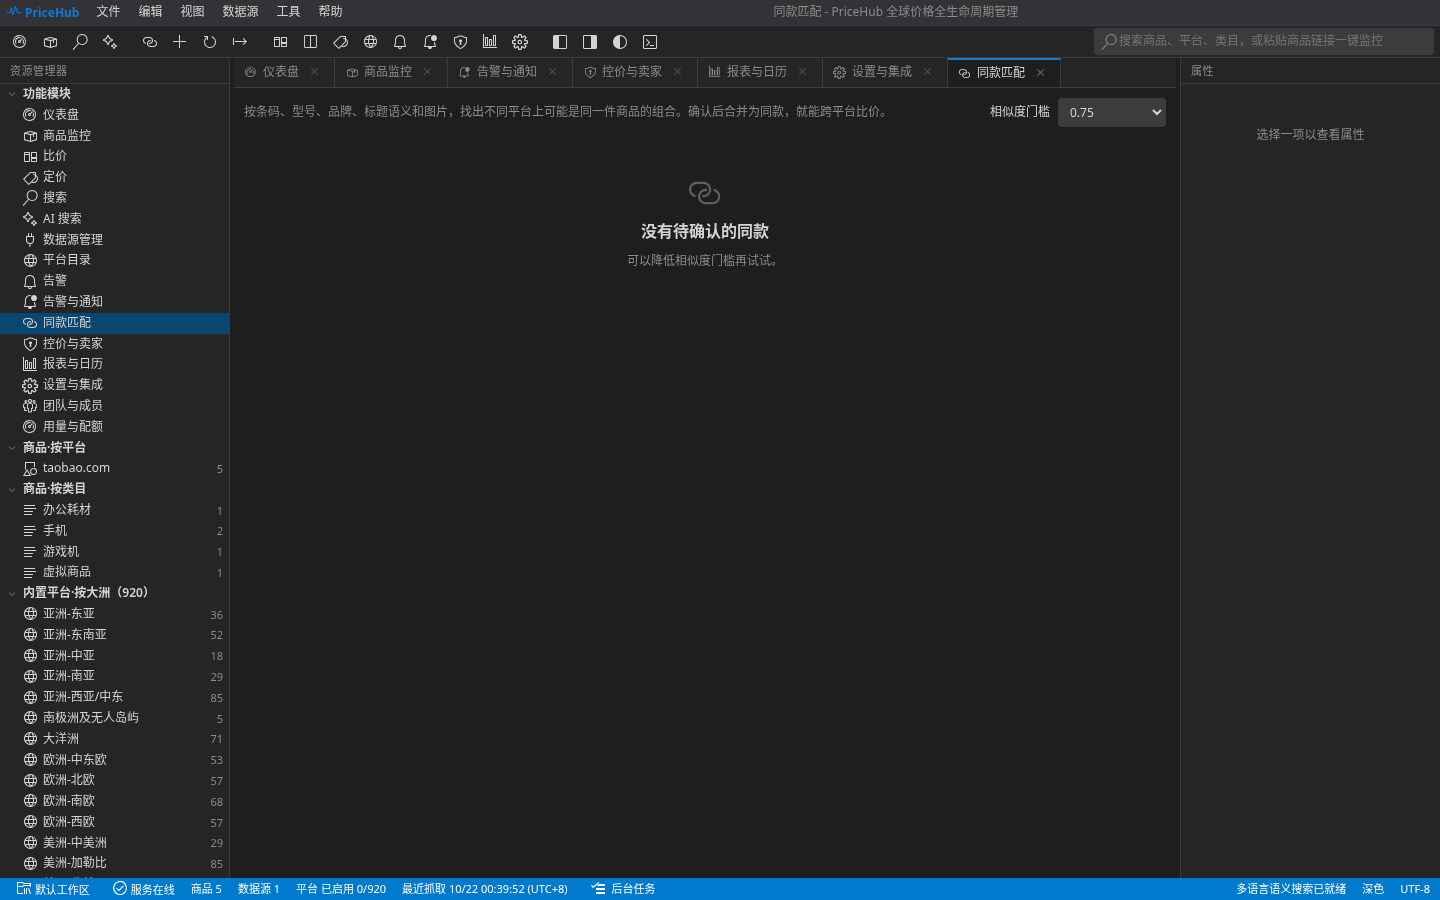 PriceHub 文件 编辑 视图 数据源 工具 帮助 同款匹配 - PriceHub 全球价格全生命周期管理
搜索商品、平台、类目，或粘贴商品链接一键监控
资源管理器
功能模块
仪表盘
商品监控
比价
定价
搜索
AI 搜索
数据源管理
平台目录
告警
告警与通知
同款匹配
控价与卖家
报表与日历
设置与集成
团队与成员
用量与配额
商品·按平台
taobao.com 5
商品·按类目
办公耗材 1
手机 2
游戏机 1
虚拟商品 1
内置平台·按大洲（920）
亚洲-东亚 36
亚洲-东南亚 52
亚洲-中亚 18
亚洲-南亚 29
亚洲-西亚/中东 85
南极洲及无人岛屿 5
大洋洲 71
欧洲-中东欧 53
欧洲-北欧 57
欧洲-南欧 68
欧洲-西欧 57
美洲-中美洲 29
美洲-加勒比 85
仪表盘 商品监控 告警与通知 控价与卖家 报表与日历 设置与集成 同款匹配
按条码、型号、品牌、标题语义和图片，找出不同平台上可能是同一件商品的组合。确认后合并为同款，就能跨平台比价。 相似度门槛 0.75
没有待确认的同款
可以降低相似度门槛再试试。
属性
选择一项以查看属性
默认工作区 服务在线 商品 5 数据源 1 平台 已启用 0/920 最近抓取 10/22 00:39:52 (UTC+8) 后台任务 多语言语义搜索已就绪 深色 UTF-8